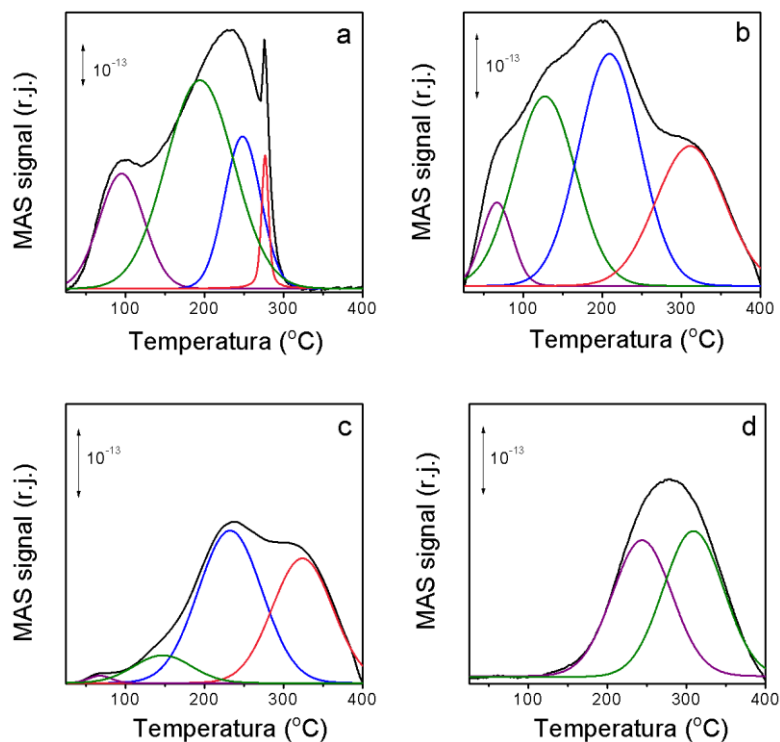 a
10⁻¹³
MAS signal (r.j.)
100 200 300 400
Temperatura (°C)
b
10⁻¹³
MAS signal (r.j.)
100 200 300 400
Temperatura (°C)
c
10⁻¹³
MAS signal (r.j.)
100 200 300 400
Temperatura (°C)
d
10⁻¹³
MAS signal (r.j.)
100 200 300 400
Temperatura (°C)